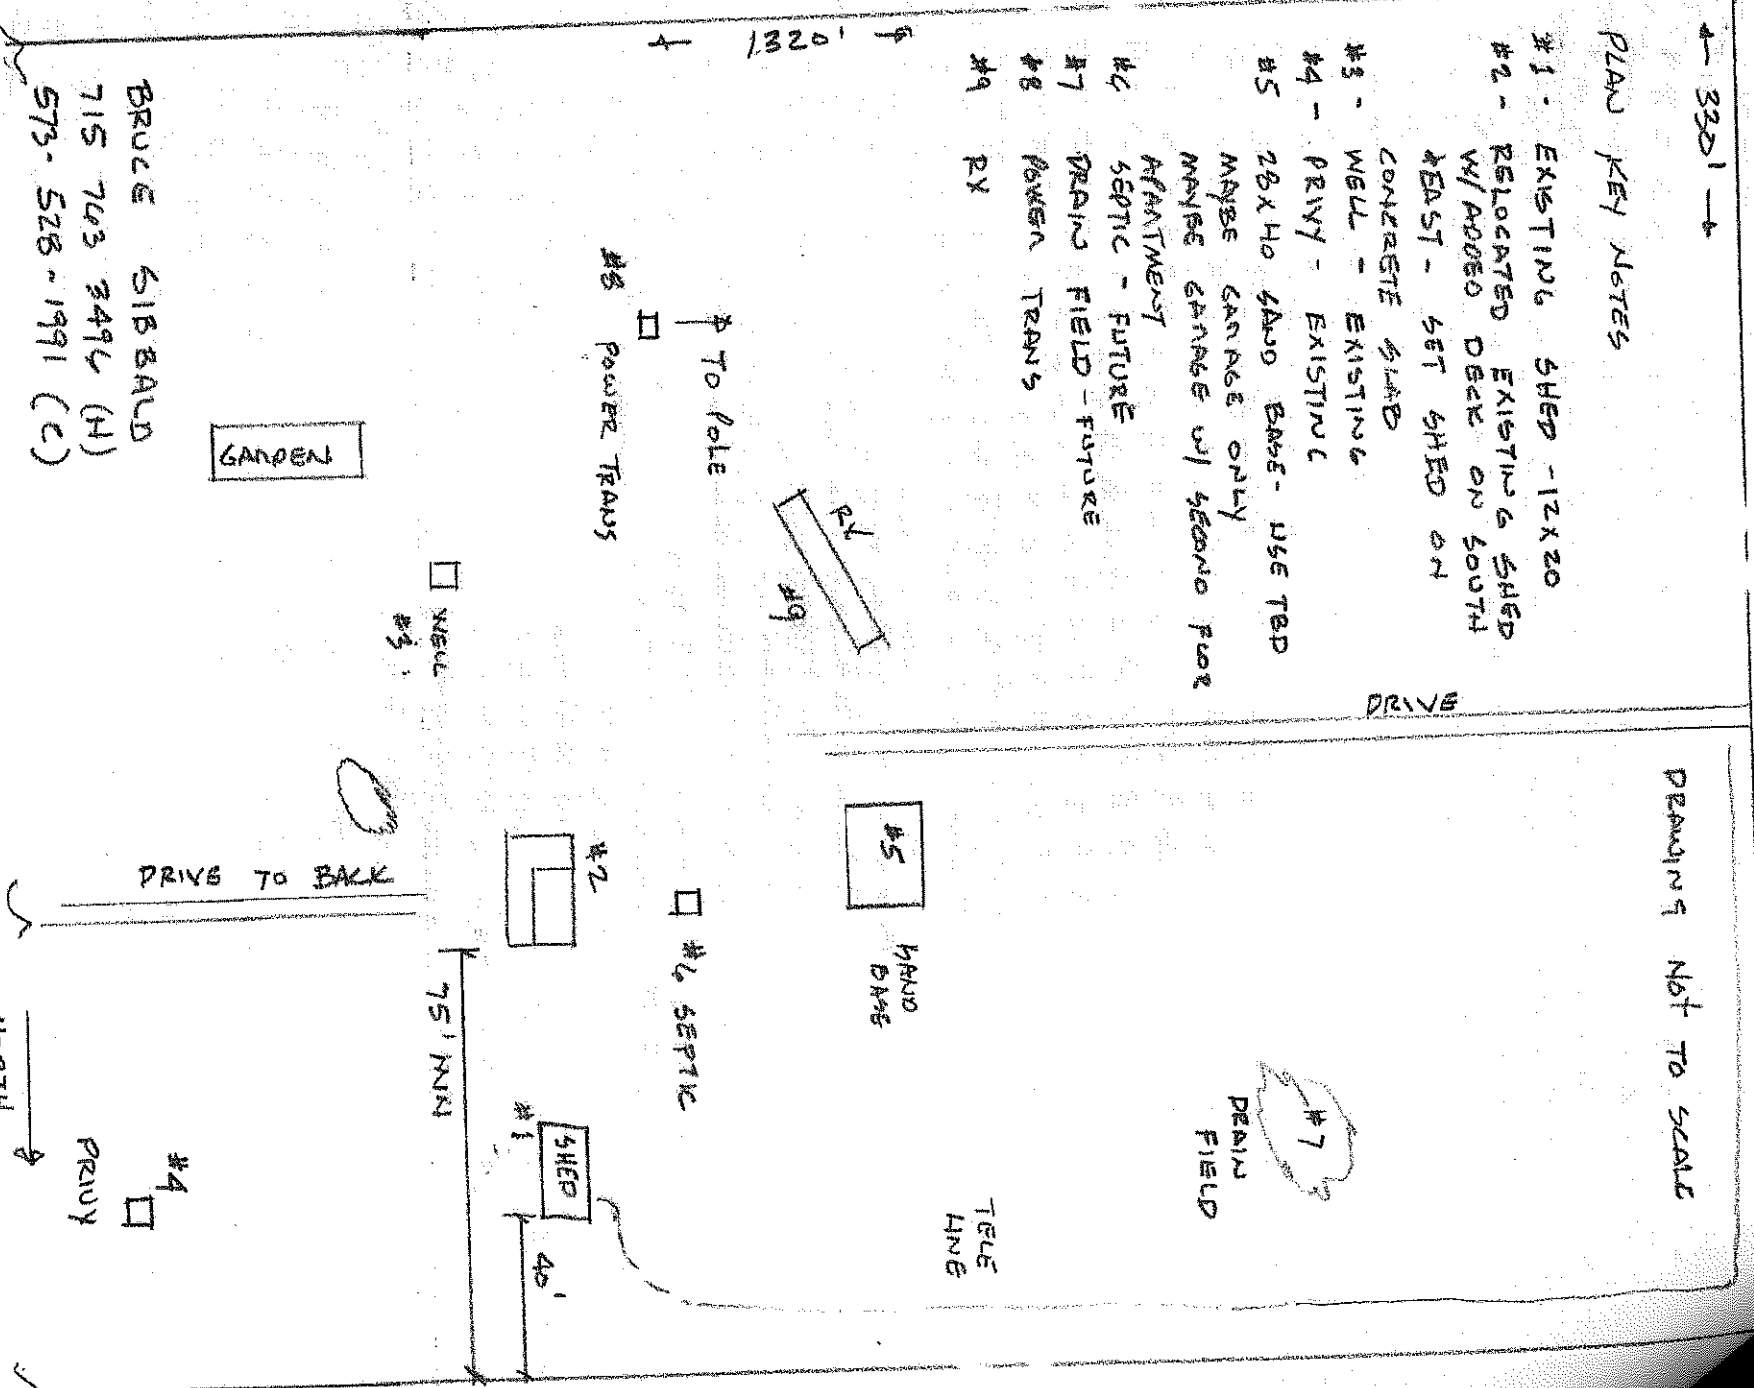 ← 330' →
PLAN KEY NOTES
#1 - EXISTING SHED - 12X20
#2 - RELOCATED EXISTING SHED
W/ADDED DECK ON SOUTH
& EAST - SET SHED ON
CONCRETE SLAB
#3 - WELL - EXISTING
#4 - PRIVY - EXISTING
#5 28X40 SAND BASE - USE TBD
MAYBE GARAGE ONLY
MAYBE GARAGE W/ SECOND FLOOR
APARTMENT
#6 SEPTIC - FUTURE
#7 DRAIN FIELD - FUTURE
#8 POWER TRANS
#9 RV
← 1320' →
DRAWING NOT TO SCALE
DRIVE
#7
DRAIN
FIELD
TELE
LINE
#5
SAND
BASE
RV
#9
TO POLE
#8 POWER TRANS
#6 SEPTIC
#2
#1
SHED
40'
75' MIN
WELL
#3
GARDEN
DRIVE TO BACK
#4
PRIVY
NORTH
BRUCE SIBBALD
715 763 3496 (H)
573-528-1991 (C)